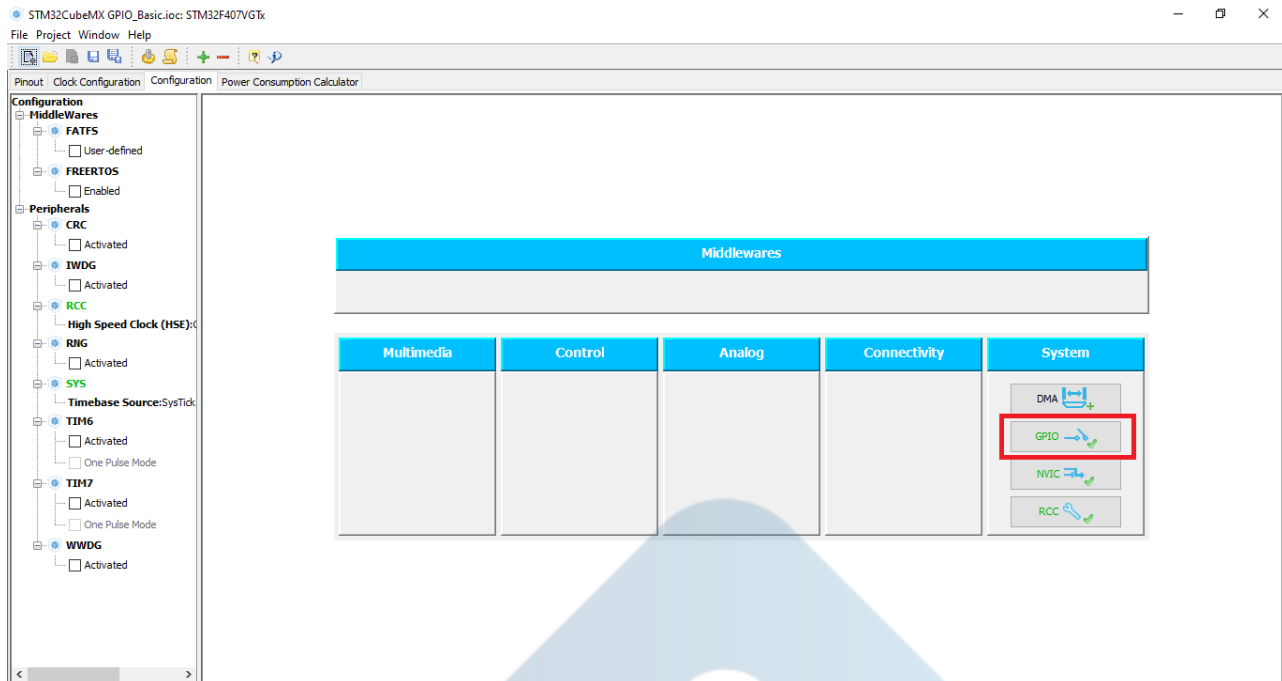 STM32CubeMX GPIO_Basic.ioc: STM32F407VGTx
File Project Window Help
Pinout Clock Configuration Configuration Power Consumption Calculator
Configuration
MiddleWares
FATFS
User-defined
FREERTOS
Enabled
Peripherals
CRC
Activated
IWDG
Activated
RCC
High Speed Clock (HSE):
RNG
Activated
SYS
Timebase Source:SysTick
TIM6
Activated
One Pulse Mode
TIM7
Activated
One Pulse Mode
WWDG
Activated
Middlewares
Multimedia Control Analog Connectivity System
DMA
GPIO
NVIC
RCC